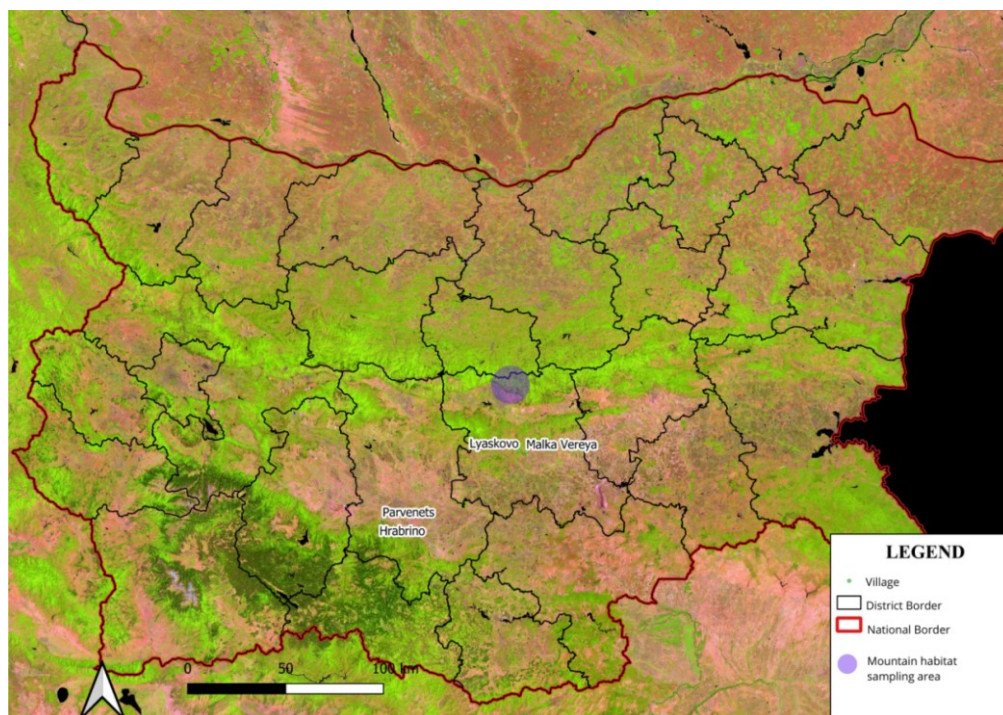 Lyaskovo Malka Vereya
Parvenets
Hrabrino
0 50 100 km
LEGEND
Village
District Border
National Border
Mountain habitat
sampling area